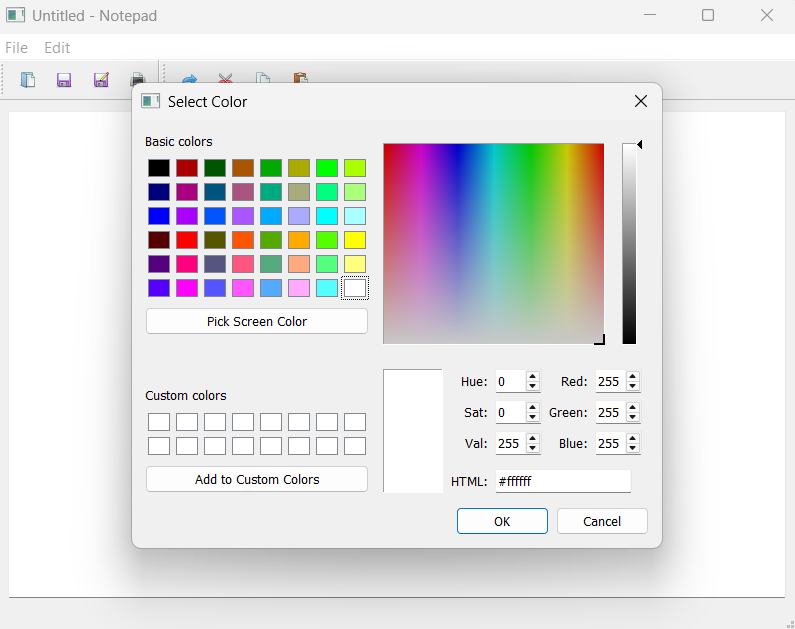 Untitled - Notepad
File Edit
Select Color
Basic colors
Pick Screen Color
Custom colors
Add to Custom Colors
Hue: 0 Red: 255
Sat: 0 Green: 255
Val: 255 Blue: 255
HTML: #ffffff
OK Cancel